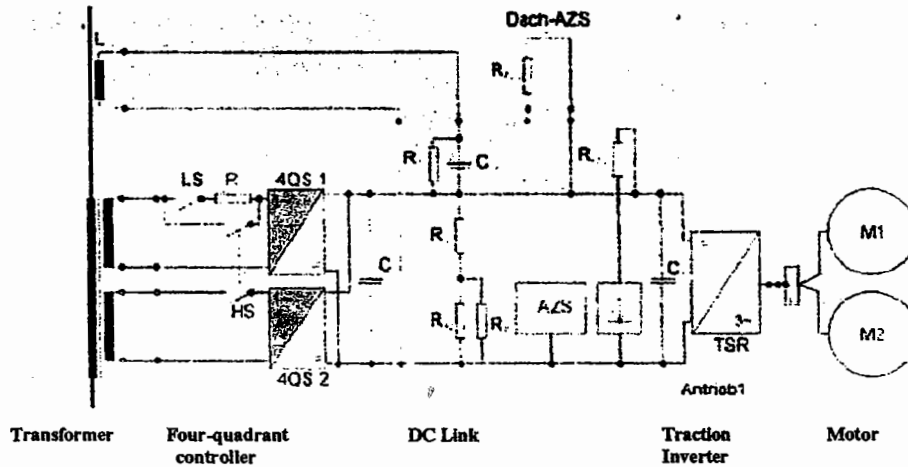 Dach-AZS
L
R
R
C
R
LS
R
4QS 1
HS
4QS 2
C
R
R
R
AZS
C
3~
TSR
Antrieb1
M1
M2
Transformer
Four-quadrant
controller
DC Link
Traction
Inverter
Motor